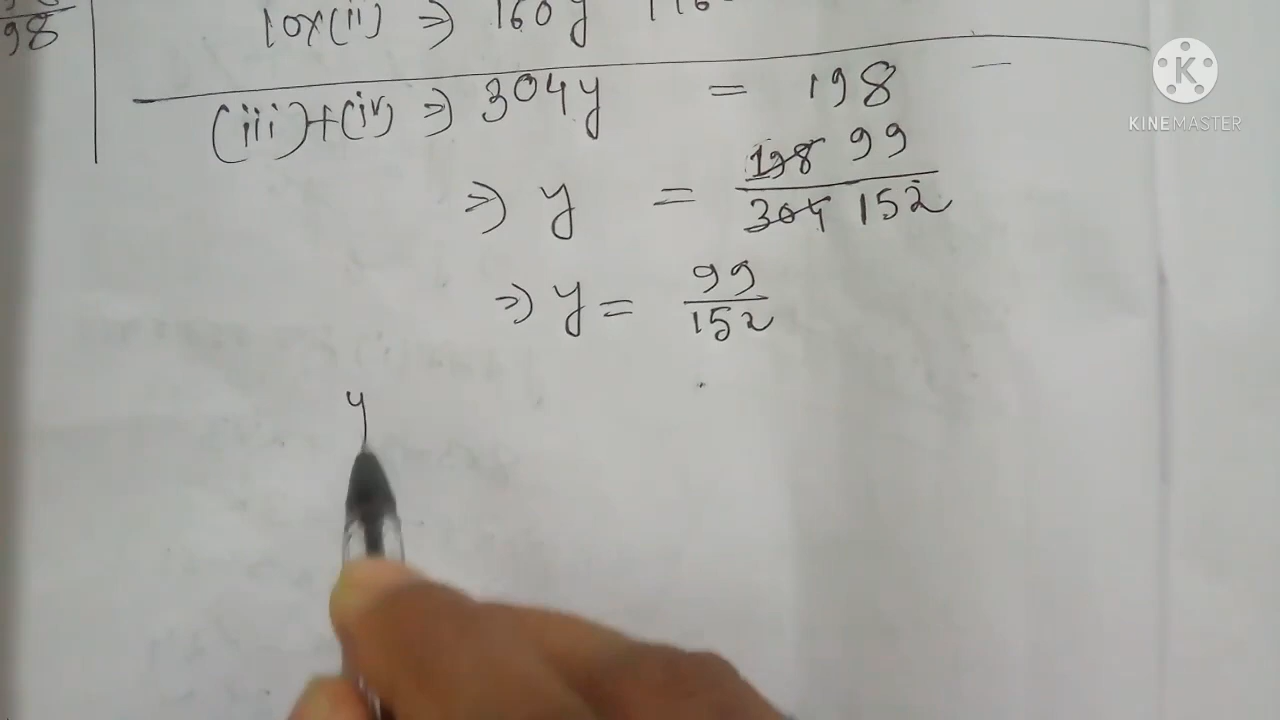 98
10×(ii) ⇒ 160y
(iii)+(iv) ⇒ 304y = 198
⇒ y = 198 99 / 304 152
⇒ y = 99/152
y
KINEMASTER